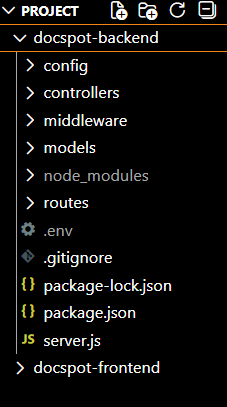 PROJECT
docspot-backend
config
controllers
middleware
models
node_modules
routes
.env
.gitignore
{} package-lock.json
{} package.json
JS server.js
docspot-frontend